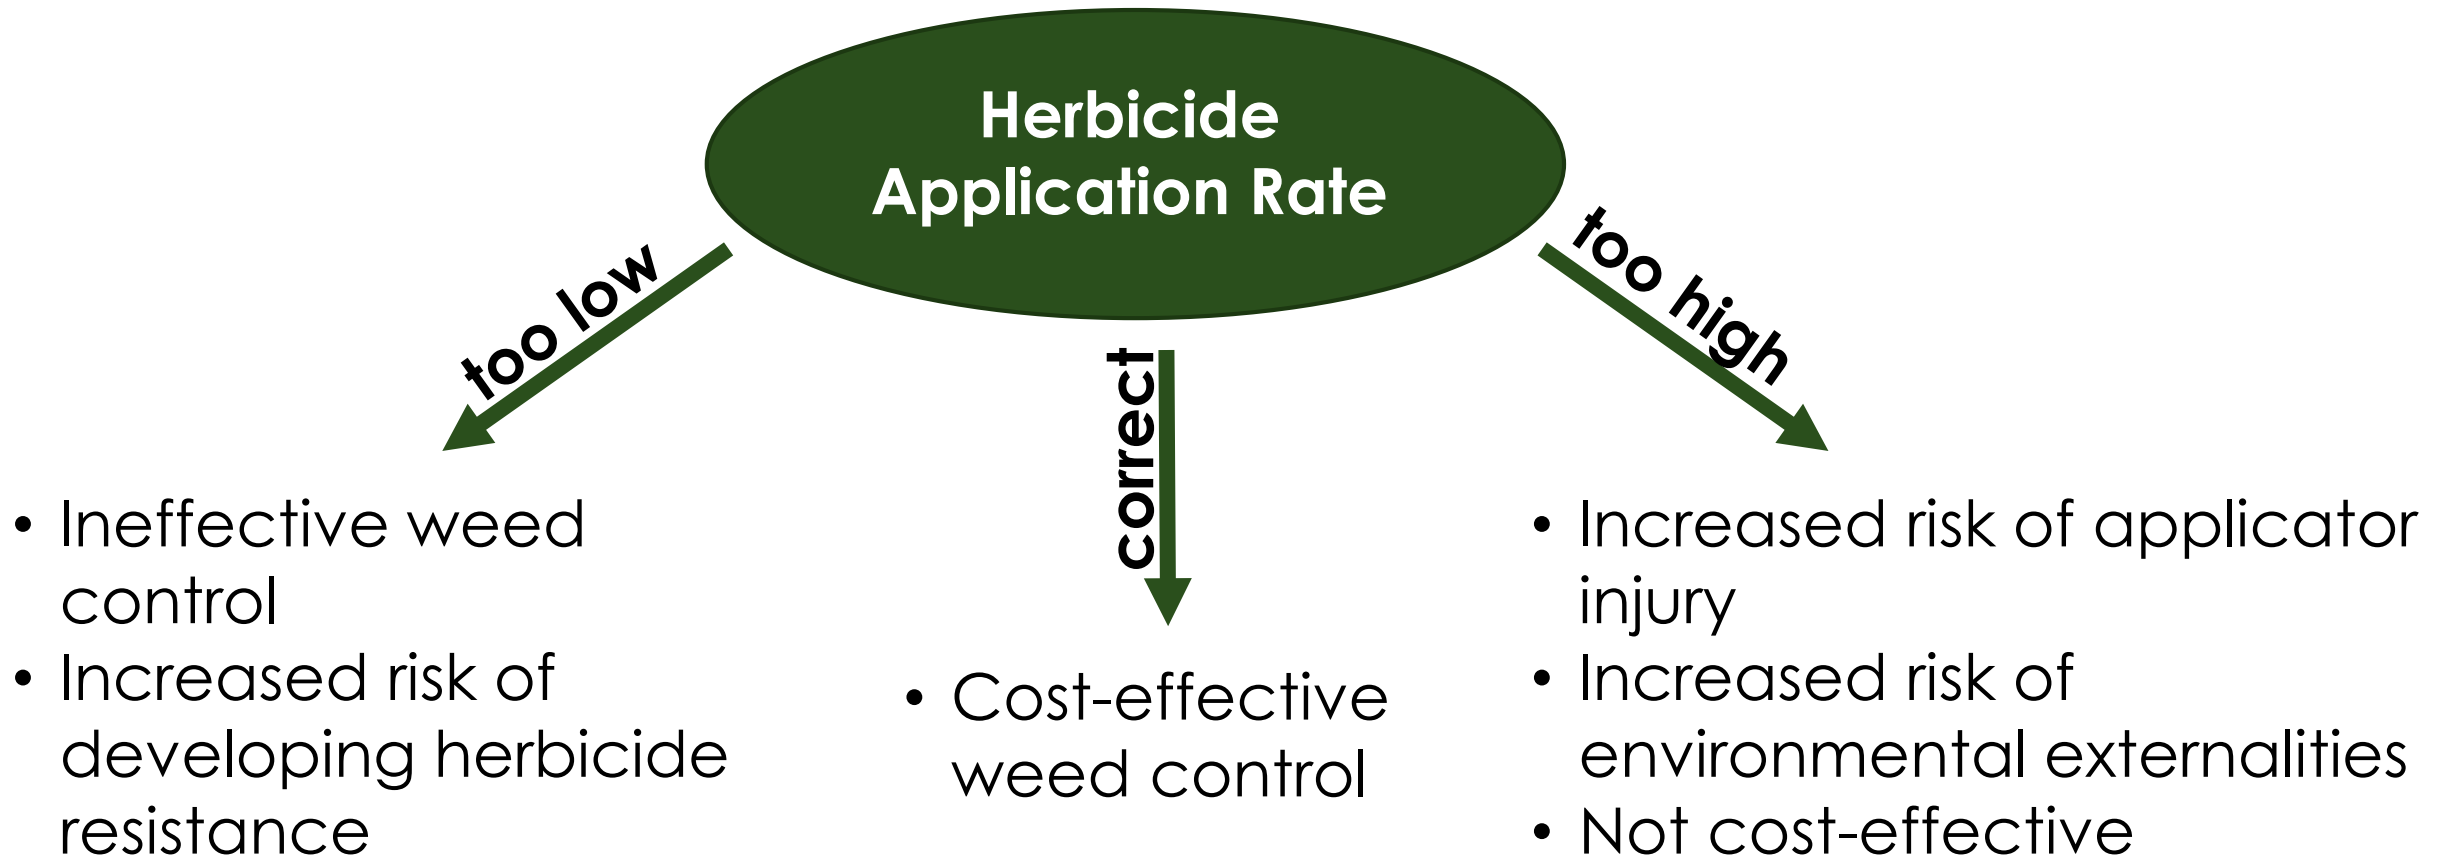 Herbicide
Application Rate
too low
correct
too high
• Ineffective weed
control
• Increased risk of
developing herbicide
resistance
• Cost-effective
weed control
• Increased risk of applicator
injury
• Increased risk of
environmental externalities
• Not cost-effective